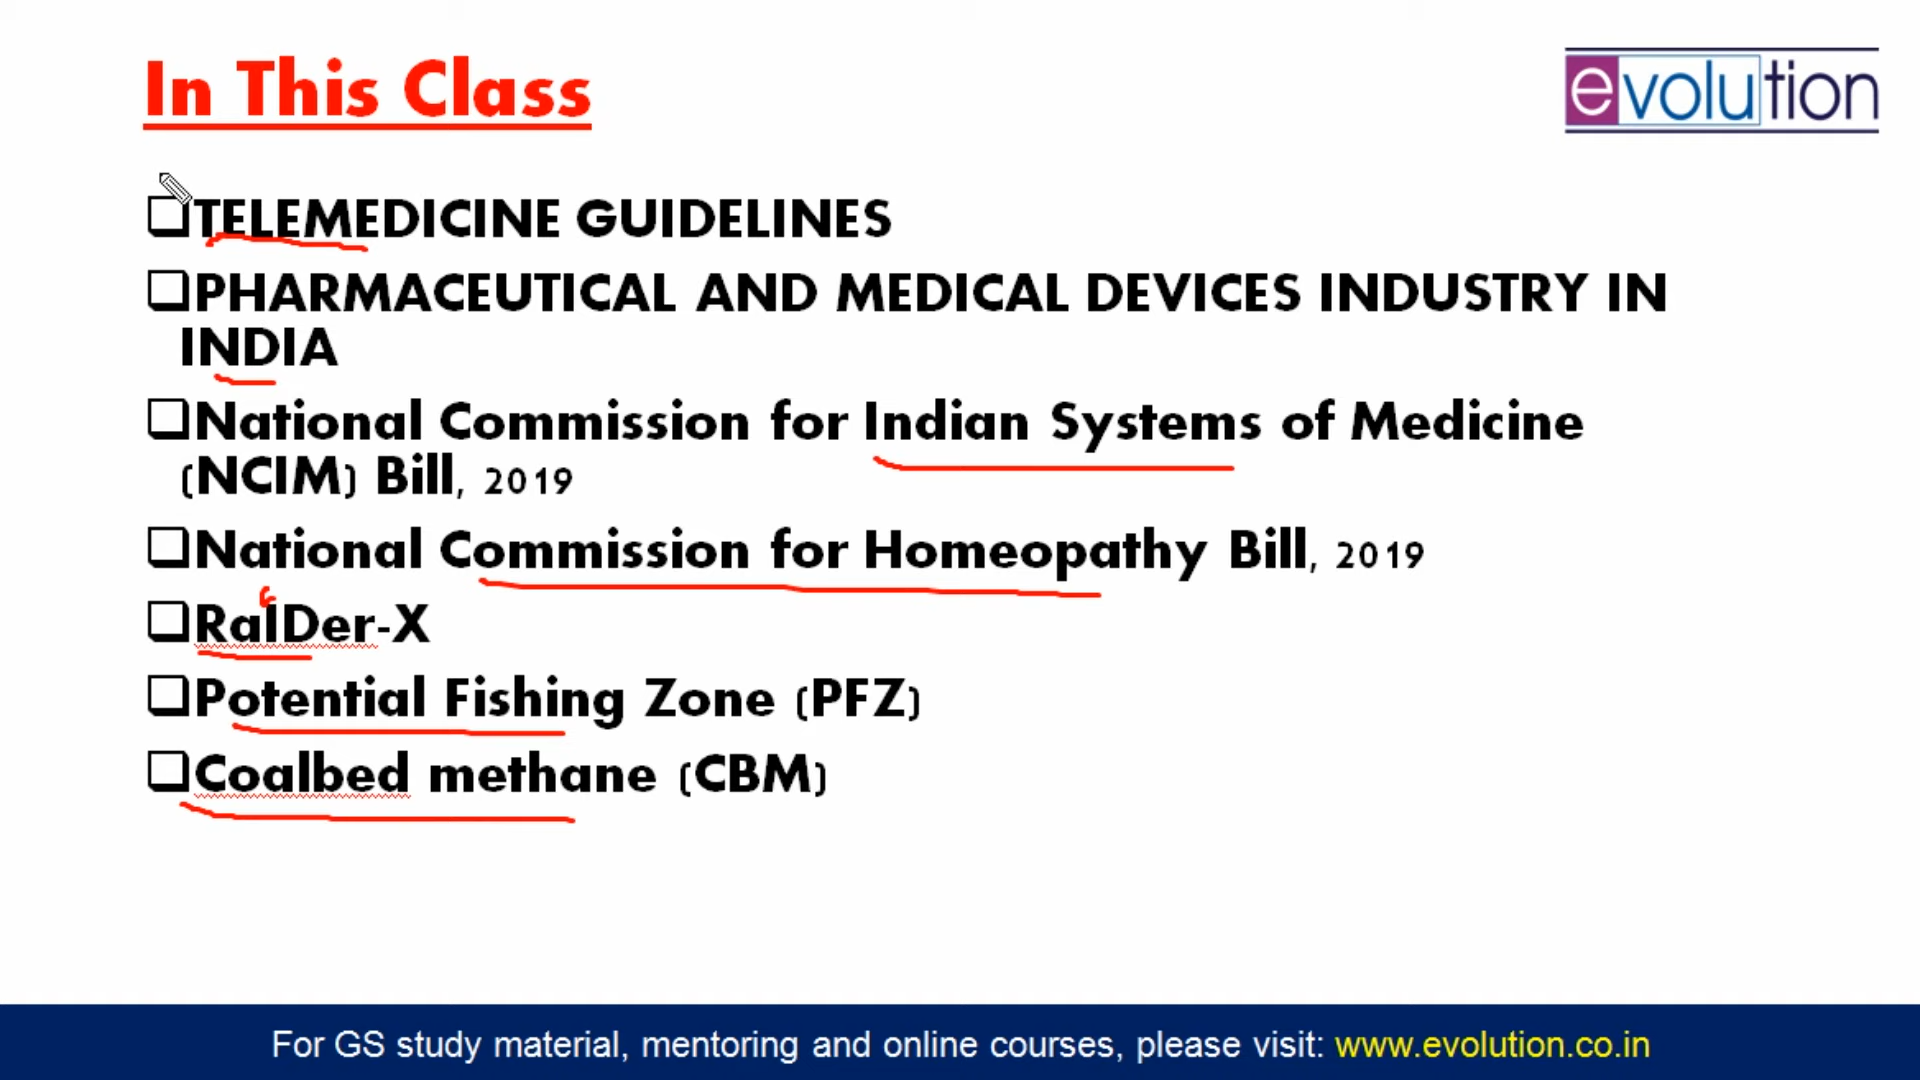 In This Class
evolution
TELEMEDICINE GUIDELINES
PHARMACEUTICAL AND MEDICAL DEVICES INDUSTRY IN
INDIA
National Commission for Indian Systems of Medicine
(NCIM) Bill, 2019
National Commission for Homeopathy Bill, 2019
RaIDer-X
Potential Fishing Zone (PFZ)
Coalbed methane (CBM)
For GS study material, mentoring and online courses, please visit: www.evolution.co.in